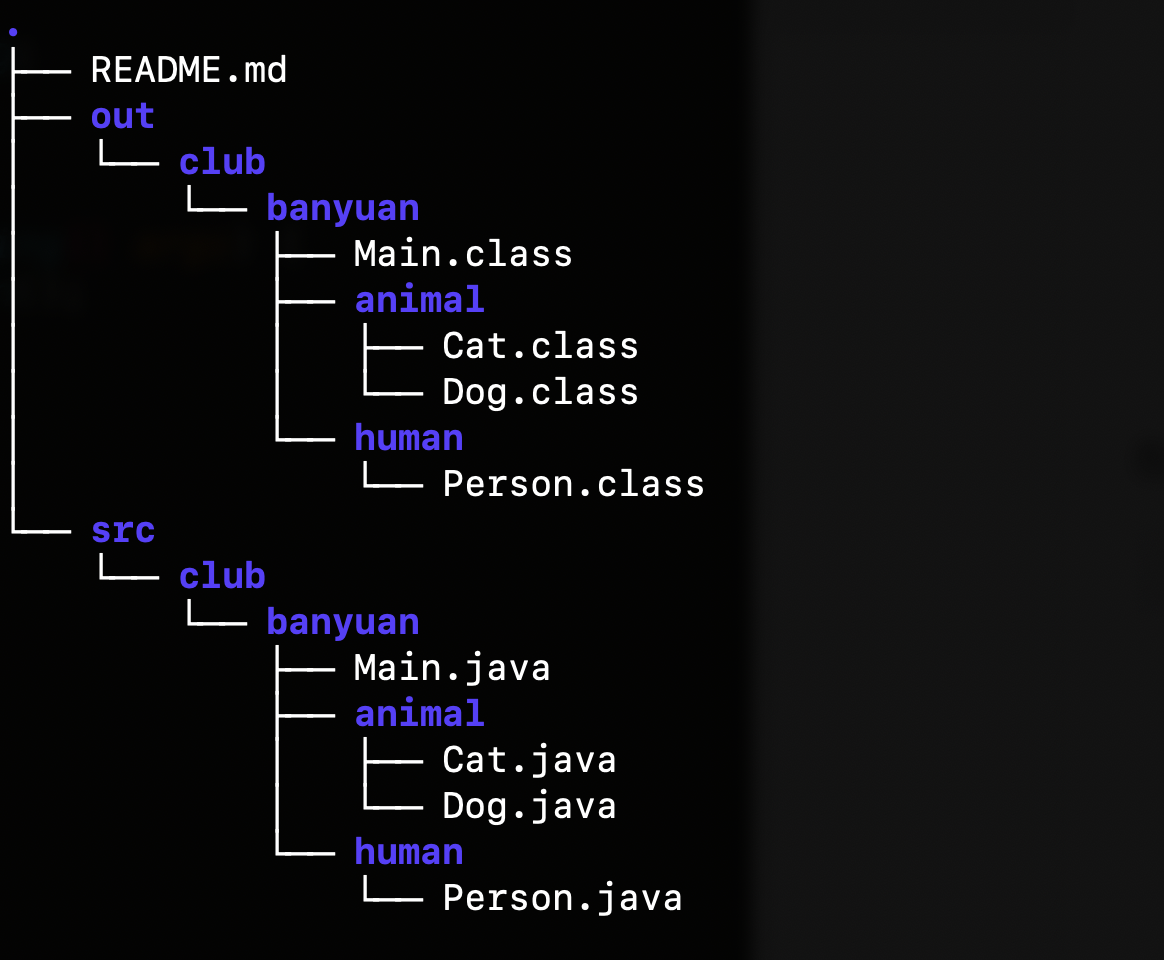 .
├── README.md
├── out
│   └── club
│       └── banyuan
│           ├── Main.class
│           ├── animal
│           │   ├── Cat.class
│           │   └── Dog.class
│           └── human
│               └── Person.class
└── src
    └── club
        └── banyuan
            ├── Main.java
            ├── animal
            │   ├── Cat.java
            │   └── Dog.java
            └── human
                └── Person.java